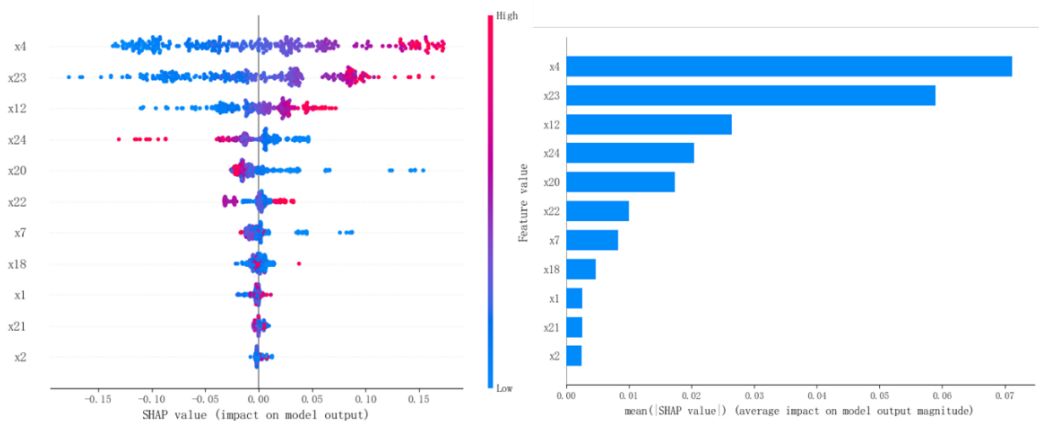 High
x4
x23
x12
x24
x20
x22
x7
x18
x1
x21
x2
Low
-0.15 -0.10 -0.05 0.00 0.05 0.10 0.15
SHAP value (impact on model output)
Feature value
x4
x23
x12
x24
x20
x22
x7
x18
x1
x21
x2
0.00 0.01 0.02 0.03 0.04 0.05 0.06 0.07
mean(|SHAP value|) (average impact on model output magnitude)